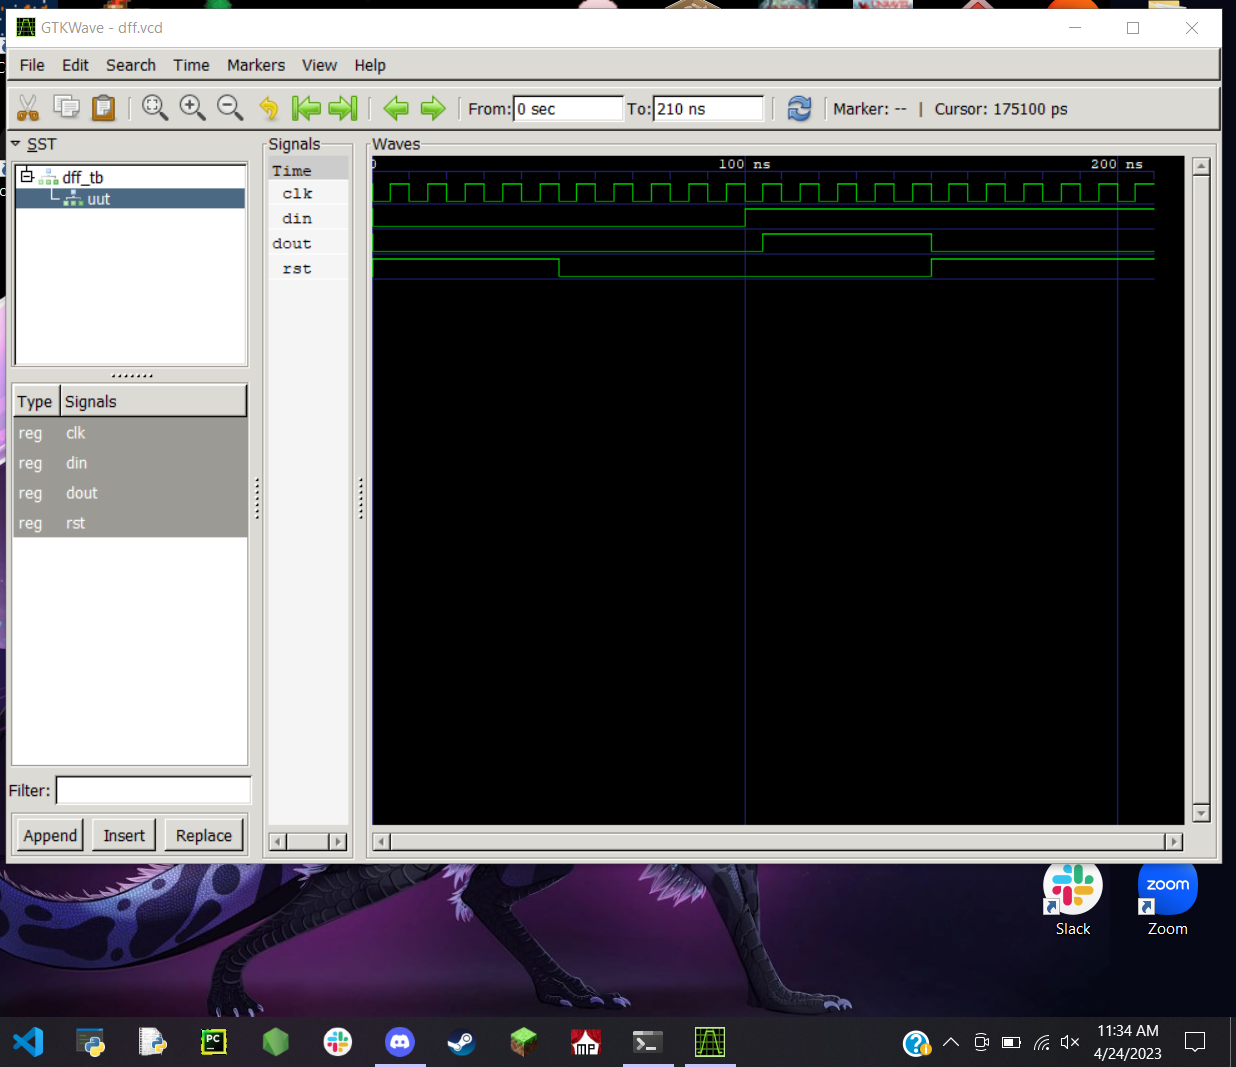 GTKWave - dff.vcd
File Edit Search Time Markers View Help
From: 0 sec To: 210 ns Marker: -- | Cursor: 175100 ps
SST
dff_tb
uut
Type Signals
reg clk
reg din
reg dout
reg rst
Filter:
Append Insert Replace
Signals
Time
clk
din
dout
rst
Waves
0 100 ns 200 ns
Slack
zoom
Zoom
PC
MP
11:34 AM
4/24/2023